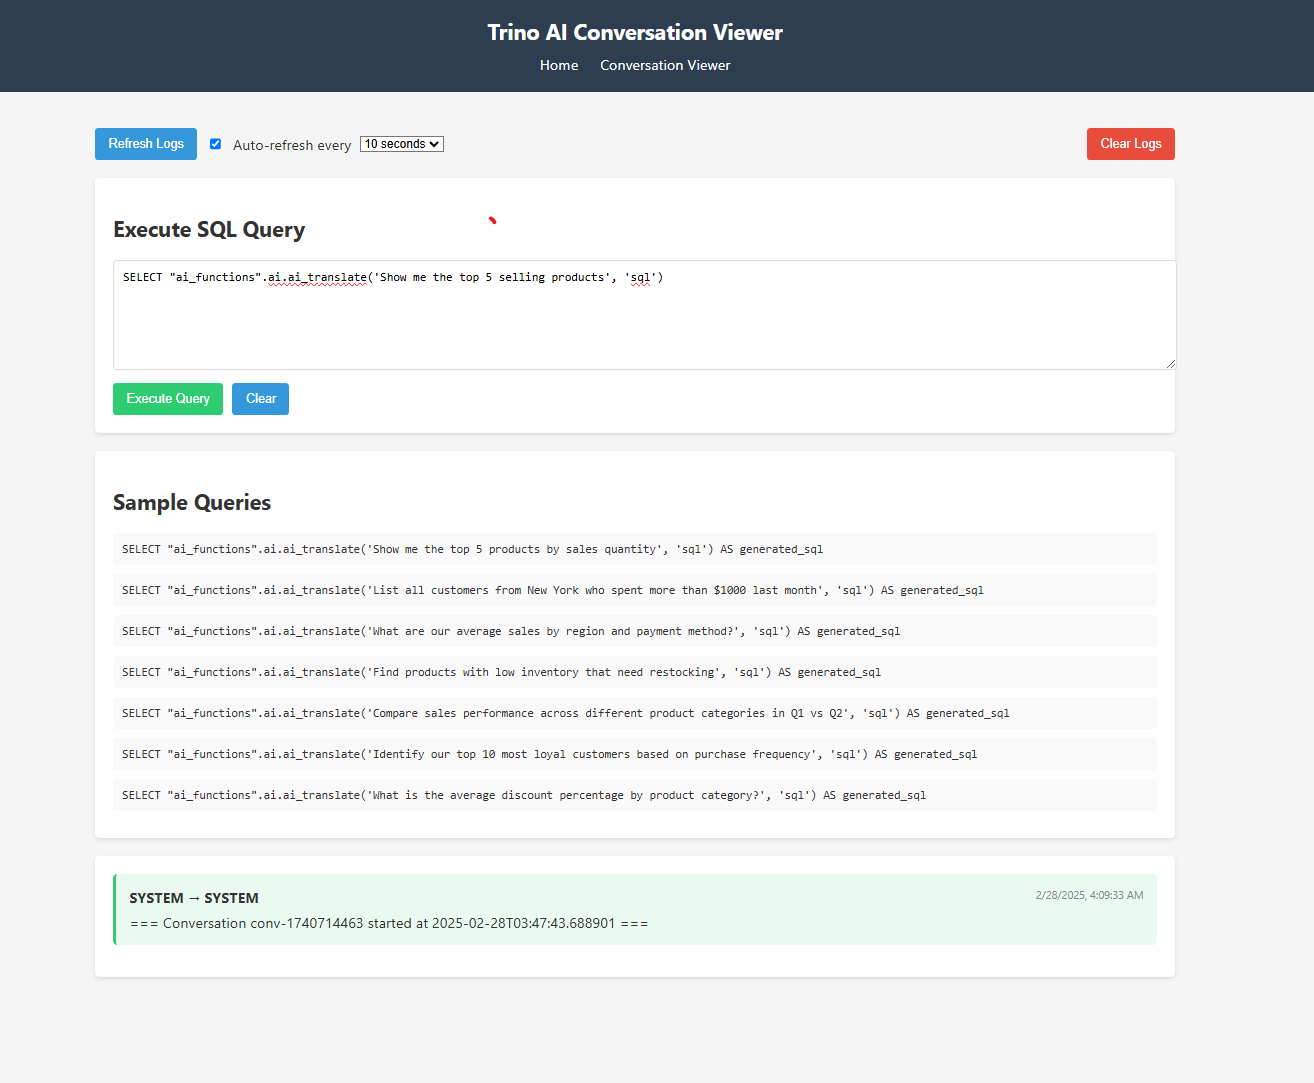 Trino AI Conversation Viewer
Home Conversation Viewer
Refresh Logs Auto-refresh every 10 seconds Clear Logs
Execute SQL Query
SELECT "ai_functions".ai.ai_translate('Show me the top 5 selling products', 'sql')
Execute Query Clear
Sample Queries
SELECT "ai_functions".ai.ai_translate('Show me the top 5 products by sales quantity', 'sql') AS generated_sql
SELECT "ai_functions".ai.ai_translate('List all customers from New York who spent more than $1000 last month', 'sql') AS generated_sql
SELECT "ai_functions".ai.ai_translate('What are our average sales by region and payment method?', 'sql') AS generated_sql
SELECT "ai_functions".ai.ai_translate('Find products with low inventory that need restocking', 'sql') AS generated_sql
SELECT "ai_functions".ai.ai_translate('Compare sales performance across different product categories in Q1 vs Q2', 'sql') AS generated_sql
SELECT "ai_functions".ai.ai_translate('Identify our top 10 most loyal customers based on purchase frequency', 'sql') AS generated_sql
SELECT "ai_functions".ai.ai_translate('What is the average discount percentage by product category?', 'sql') AS generated_sql
SYSTEM → SYSTEM 2/28/2025, 4:09:33 AM
=== Conversation conv-1740714463 started at 2025-02-28T03:47:43.688901 ===